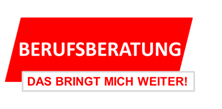 BERUFSBERATUNG
DAS BRINGT MICH WEITER!